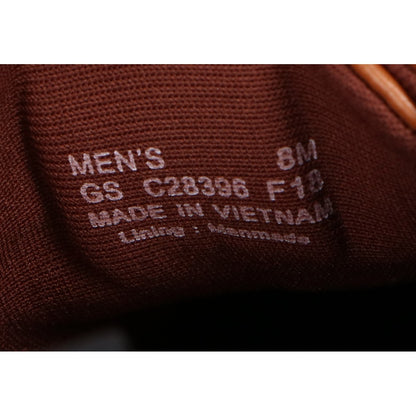 MEN'S 8M
GS C28396 F18
MADE IN VIETNAM
Lining : Manmade